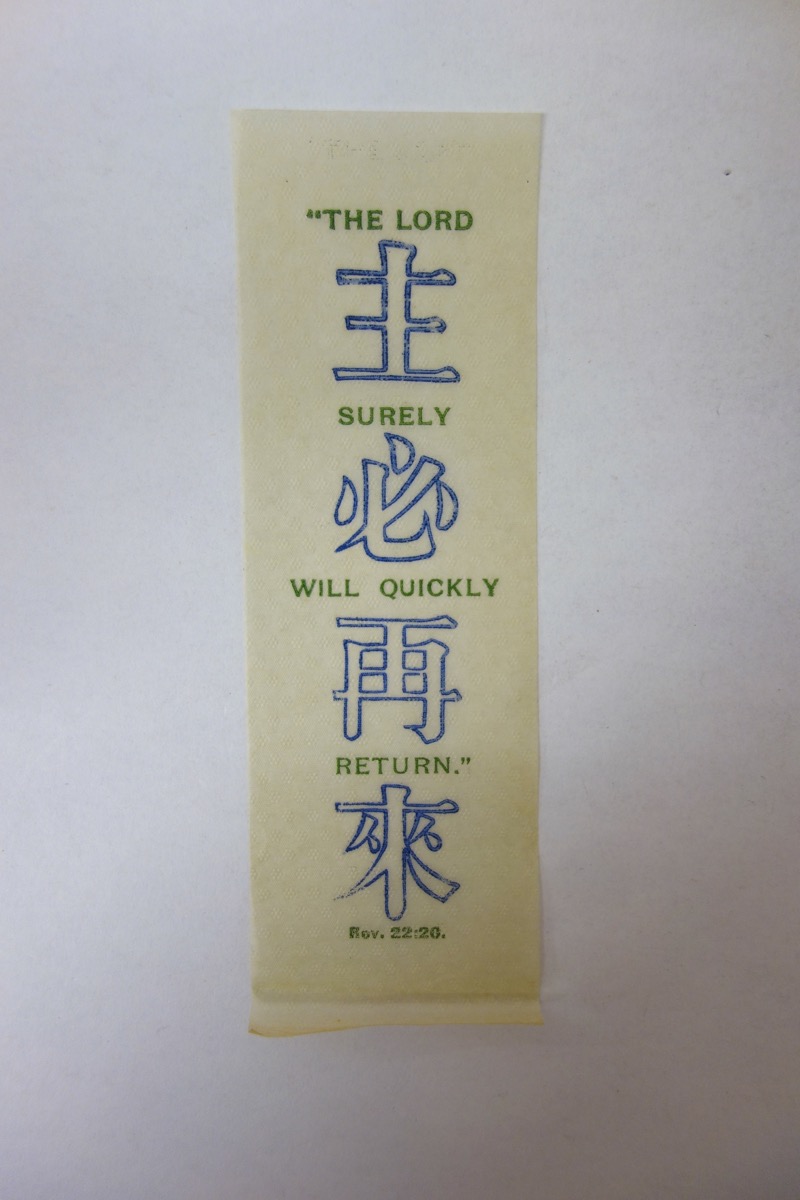 “THE LORD
主
SURELY
必
WILL QUICKLY
再
RETURN.”
來
Rev. 22:20.